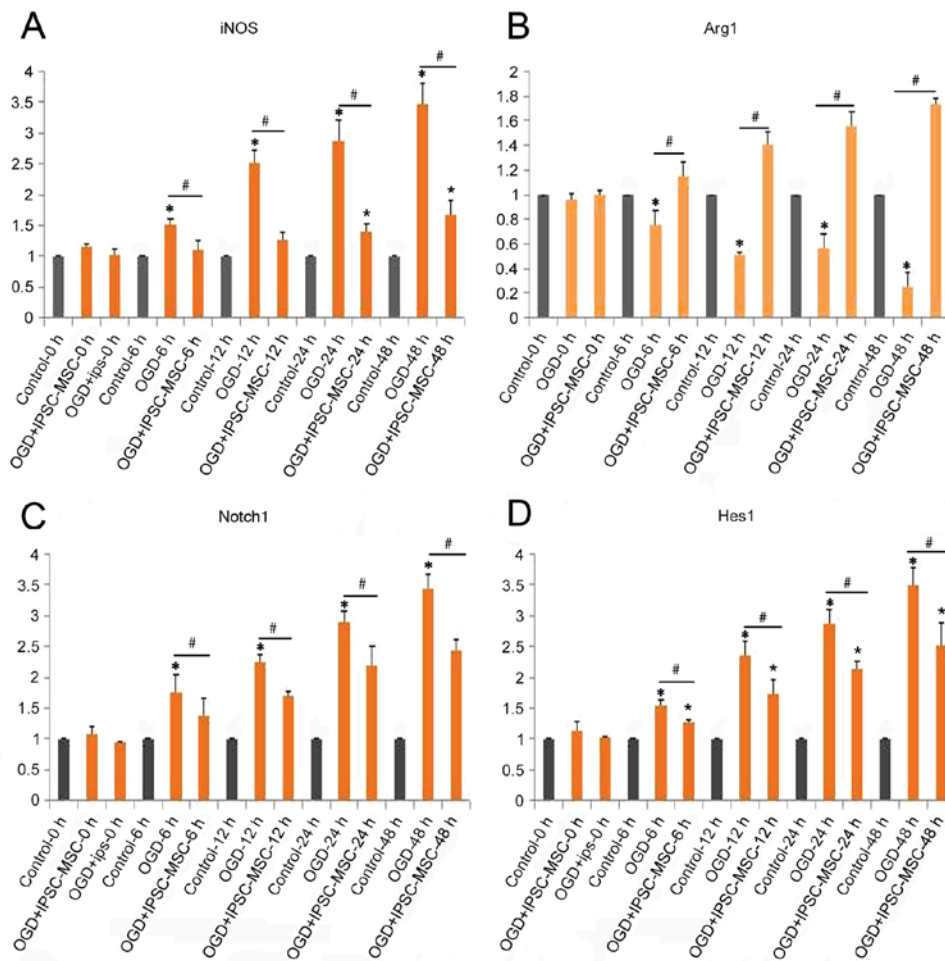 A
iNOS
4
#
*
3.5
#
*
3
#
*
2.5
2
#
*
*
*
1.5
1
0.5
0
Control-0 h
OGD+IPSC-MSC-0 h
OGD+ips-0 h
Control-6 h
OGD-6 h
OGD+IPSC-MSC-6 h
Control-12 h
OGD-12 h
OGD+IPSC-MSC-12 h
Control-24 h
OGD-24 h
OGD+IPSC-MSC-24 h
Control-48 h
OGD-48 h
OGD+IPSC-MSC-48 h
B
Arg1
2
#
1.8
#
#
1.6
1.4
#
1.2
1
*
0.8
0.6
*
*
0.4
*
0.2
0
Control-0 h
OGD-0 h
OGD+IPSC-MSC-0 h
Control-6 h
OGD-6 h
OGD+IPSC-MSC-6 h
Control-12 h
OGD-12 h
OGD+IPSC-MSC-12 h
Control-24 h
OGD-24 h
OGD+IPSC-MSC-24 h
Control-48 h
OGD-48 h
OGD+IPSC-MSC-48 h
C
Notch1
4
#
*
3.5
#
*
3
#
*
2.5
#
*
2
1.5
1
0.5
0
Control-0 h
OGD+IPSC-MSC-0 h
OGD+ips-0 h
Control-6 h
OGD-6 h
OGD+IPSC-MSC-6 h
Control-12 h
OGD-12 h
OGD+IPSC-MSC-12 h
Control-24 h
OGD-24 h
OGD+IPSC-MSC-24 h
Control-48 h
OGD-48 h
OGD+IPSC-MSC-48 h
D
Hes1
4
#
*
3.5
#
*
*
3
#
*
*
2.5
#
*
2
*
*
1.5
1
0.5
0
Control-0 h
OGD+IPSC-MSC-0 h
OGD+ips-0 h
Control-6 h
OGD-6 h
OGD+IPSC-MSC-6 h
Control-12 h
OGD-12 h
OGD+IPSC-MSC-12 h
Control-24 h
OGD-24 h
OGD+IPSC-MSC-24 h
Control-48 h
OGD-48 h
OGD+IPSC-MSC-48 h